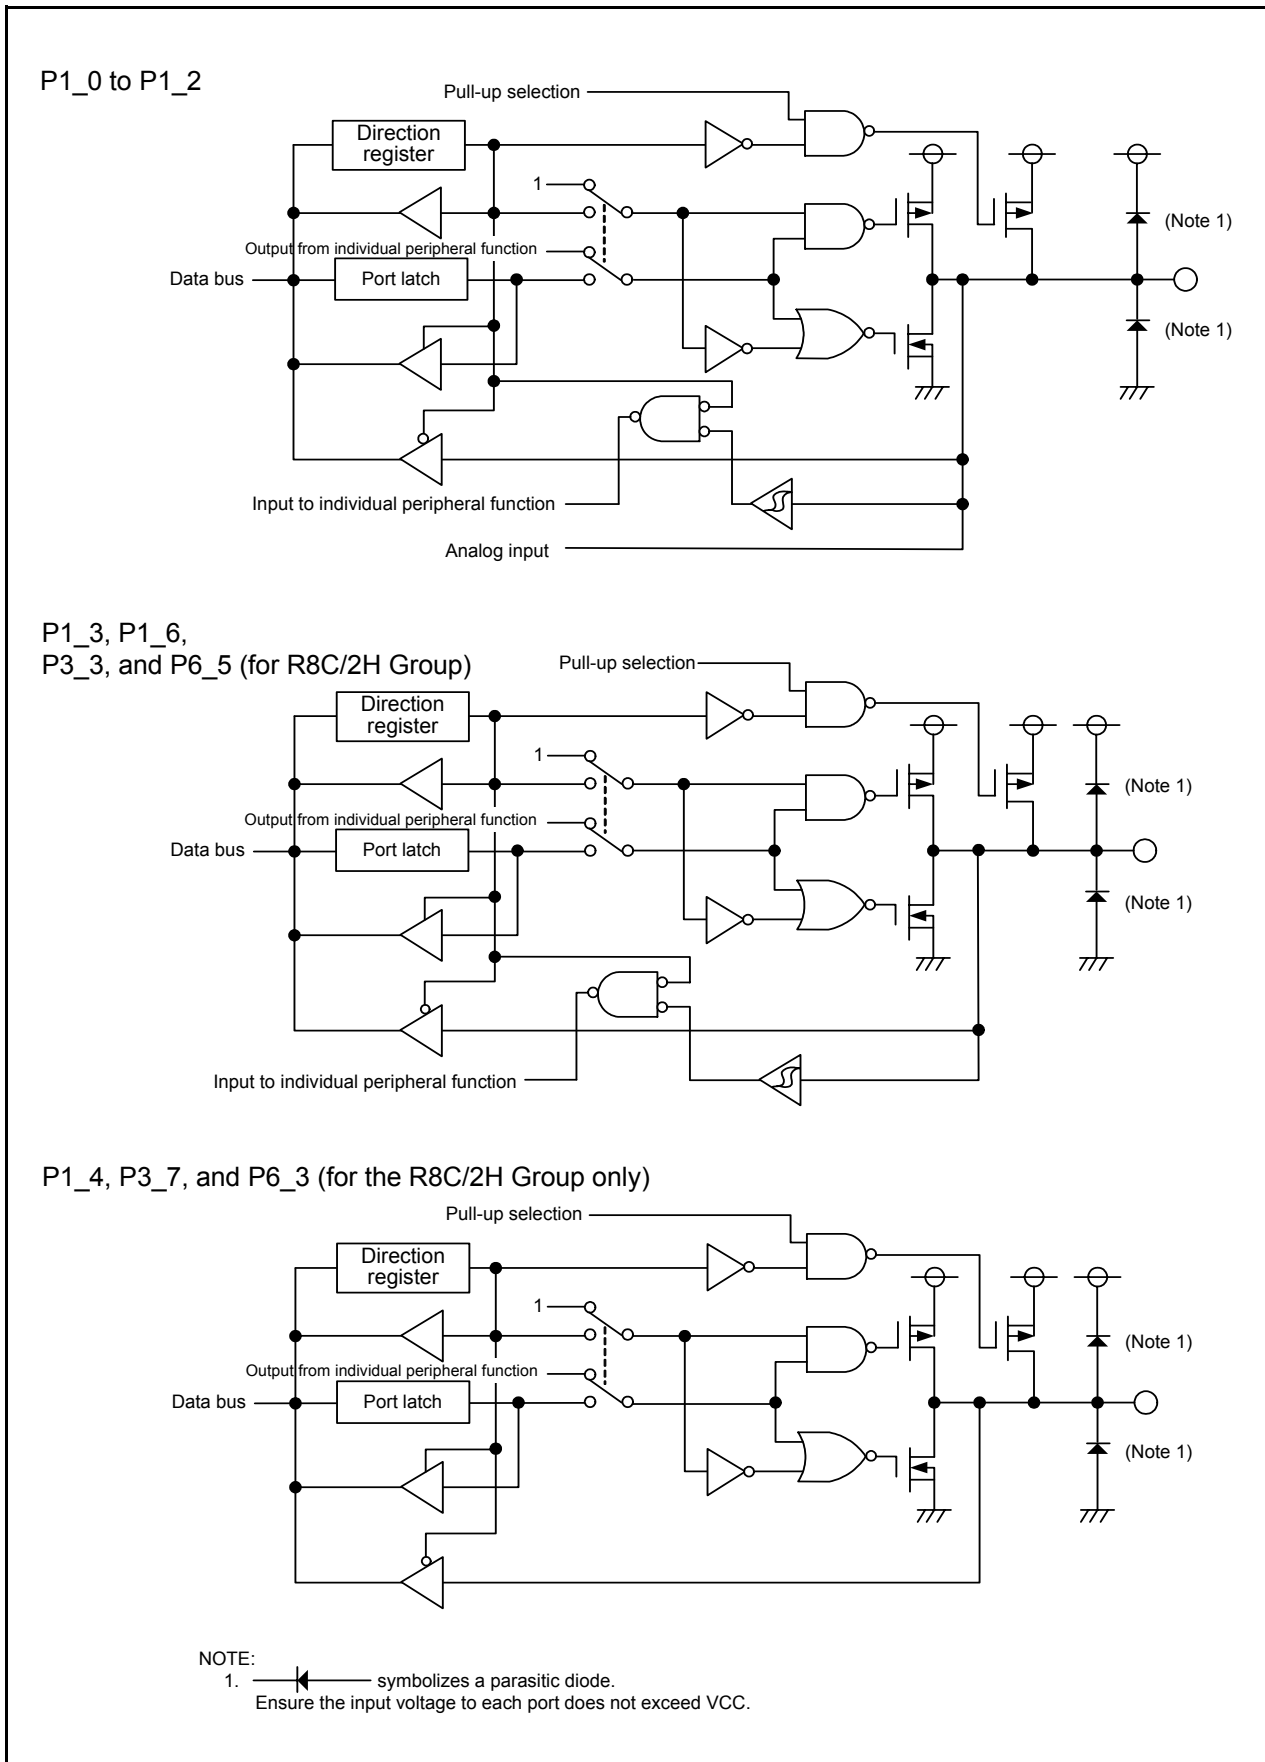 P1_0 to P1_2
Pull-up selection
Direction
register
1
(Note 1)
Output from individual peripheral function
Data bus
Port latch
(Note 1)
Input to individual peripheral function
Analog input
P1_3, P1_6,
P3_3, and P6_5 (for R8C/2H Group)
Pull-up selection
Direction
register
1
(Note 1)
Output from individual peripheral function
Data bus
Port latch
(Note 1)
Input to individual peripheral function
P1_4, P3_7, and P6_3 (for the R8C/2H Group only)
Pull-up selection
Direction
register
1
(Note 1)
Output from individual peripheral function
Data bus
Port latch
(Note 1)
NOTE:
1. symbolizes a parasitic diode.
Ensure the input voltage to each port does not exceed VCC.